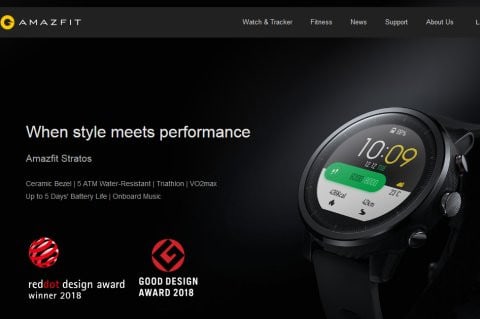 AMAZFIT
Watch & Tracker Fitness News Support About Us
When style meets performance
Amazfit Stratos
Ceramic Bezel | 5 ATM Water-Resistant | Triathlon | VO2max
Up to 5 Days' Battery Life | Onboard Music
10:09
reddot design award
winner 2018
GOOD DESIGN
AWARD 2018